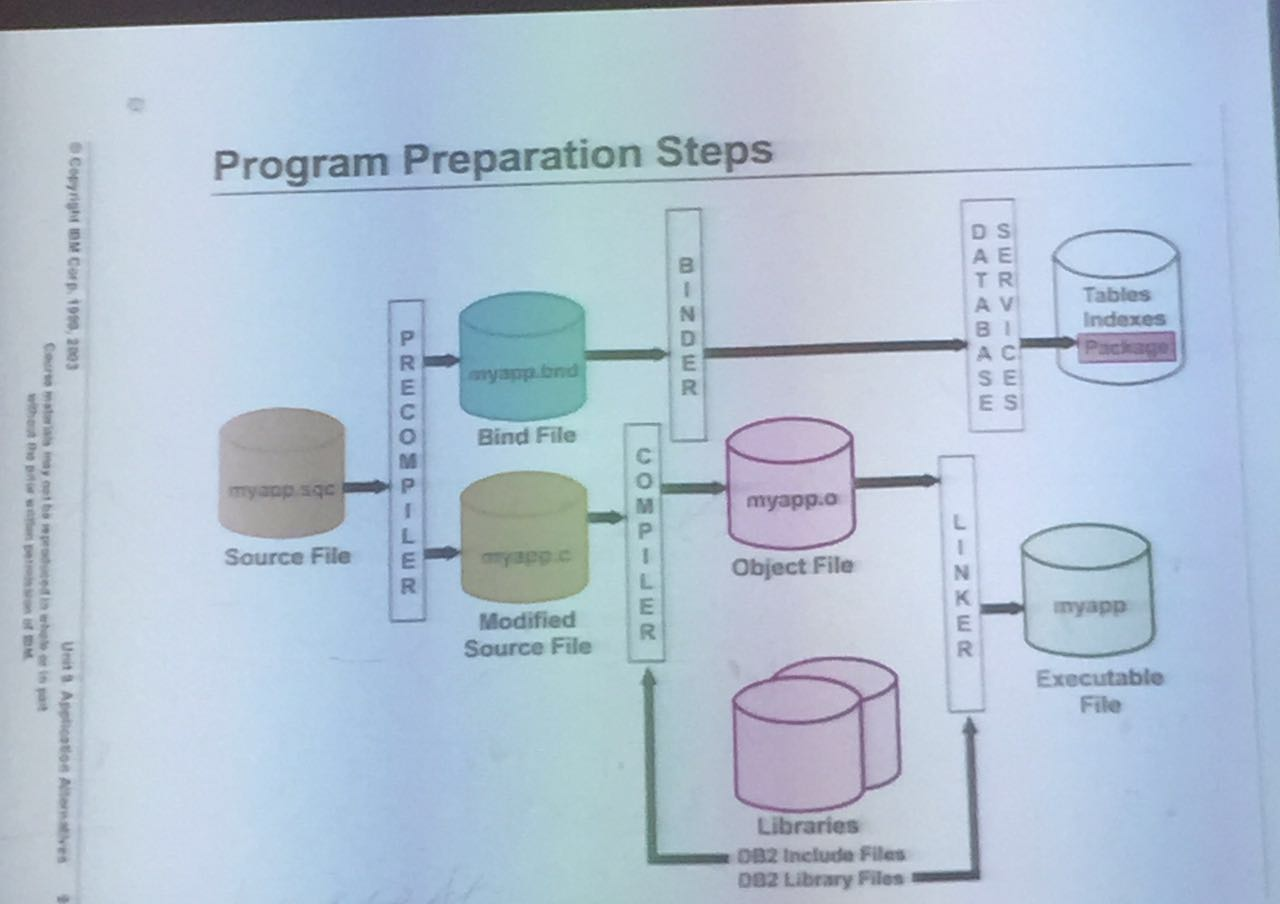 Program Preparation Steps
PRECOMPILER
BINDER
DATABASE SERVICES
Tables
Indexes
Package
myapp.bnd
Bind File
myapp.sqc
Source File
COMPILER
myapp.o
Object File
myapp.c
Modified
Source File
LINKER
myapp
Executable
File
Libraries
DB2 Include Files
DB2 Library Files
© Copyright IBM Corp. 1998, 2003
Course materials may not be reproduced in whole or in part
without the prior written permission of IBM.
Unit 9. Application Alternatives